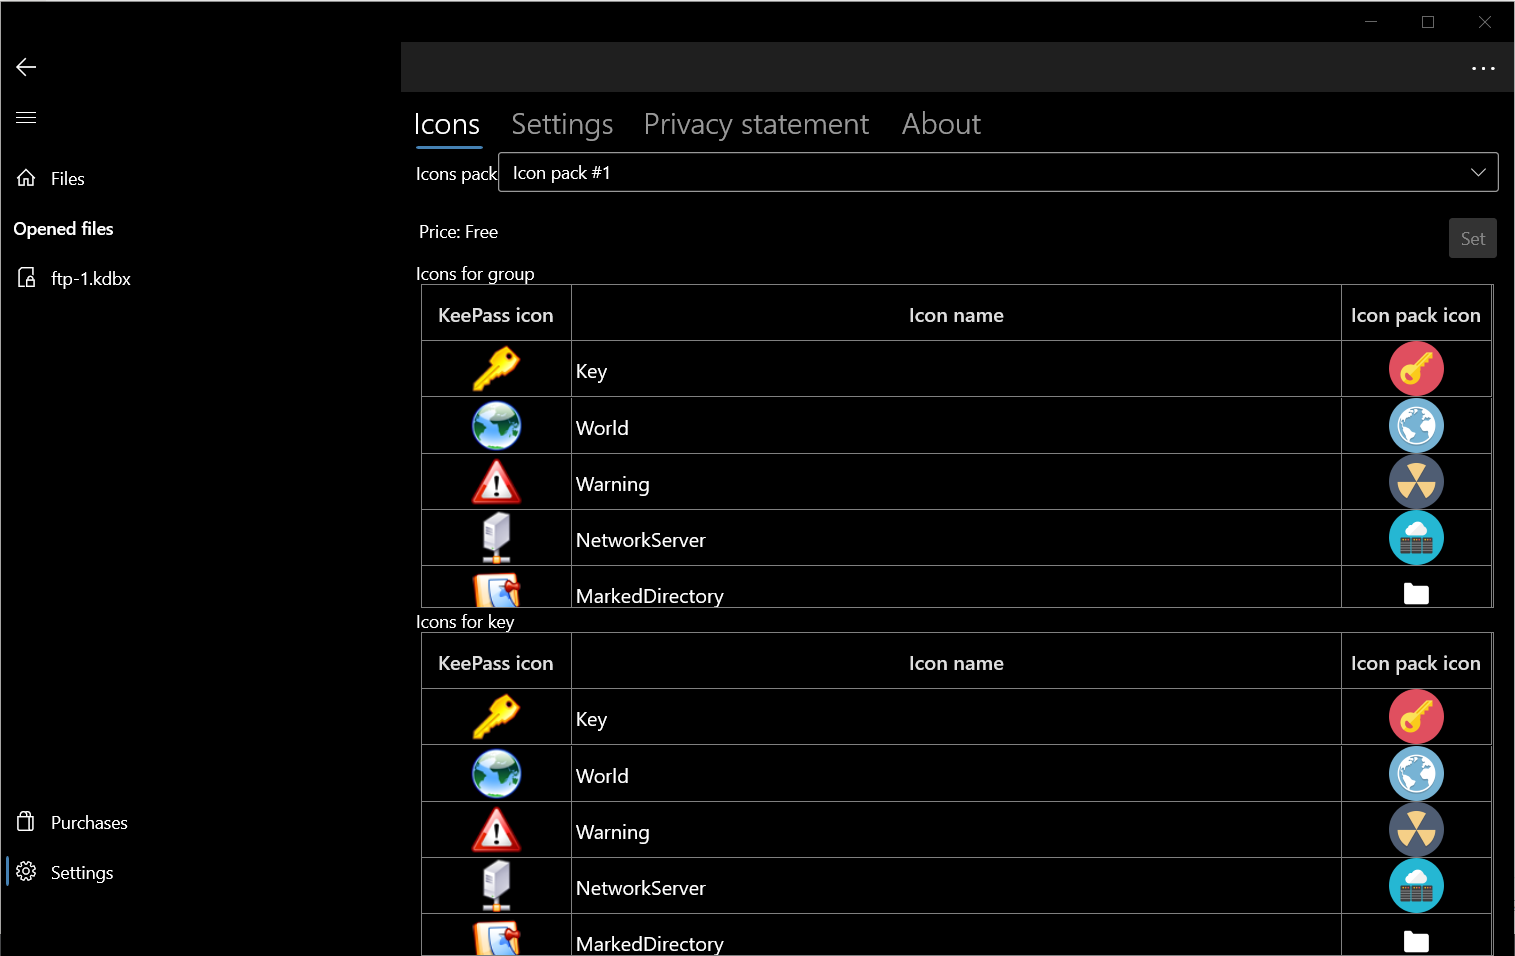 Icons Settings Privacy statement About
Icons pack Icon pack #1
Files
Opened files
ftp-1.kdbx
Price: Free
Set
Icons for group
KeePass icon Icon name Icon pack icon
Key
World
Warning
NetworkServer
MarkedDirectory
Icons for key
KeePass icon Icon name Icon pack icon
Key
World
Warning
NetworkServer
MarkedDirectory
Purchases
Settings